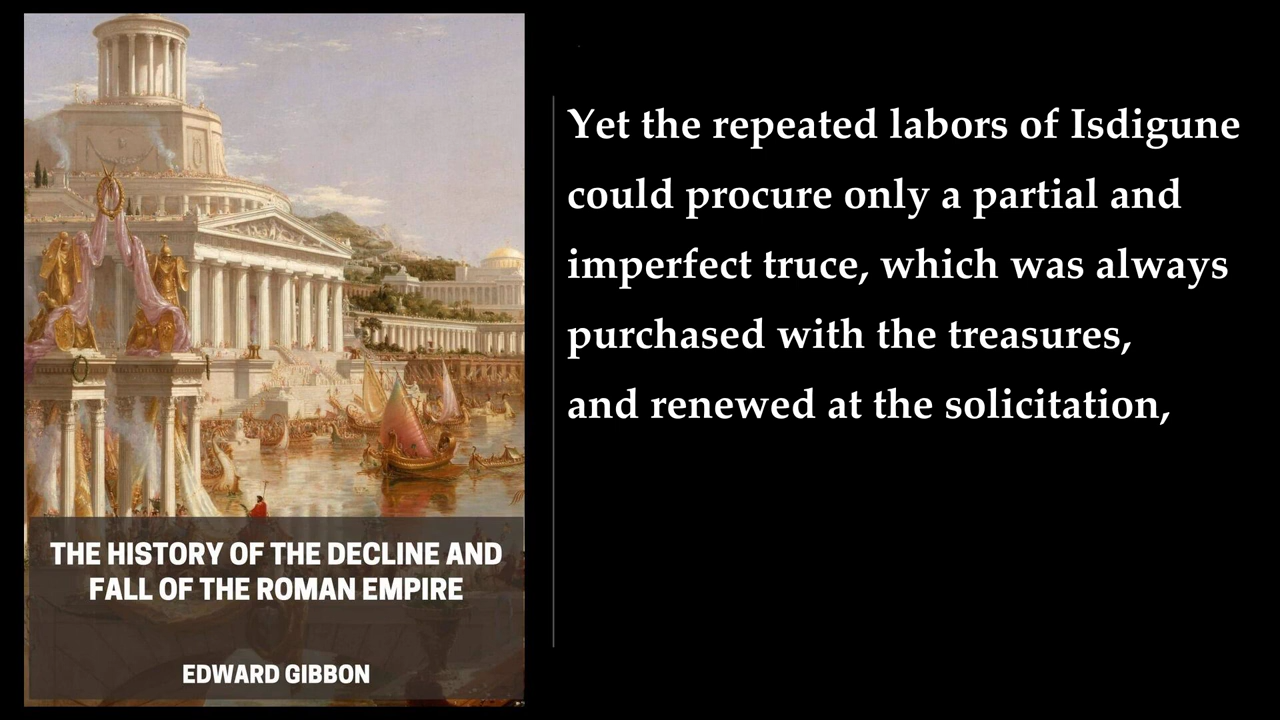 THE HISTORY OF THE DECLINE AND
FALL OF THE ROMAN EMPIRE
EDWARD GIBBON
Yet the repeated labors of Isdigune
could procure only a partial and
imperfect truce, which was always
purchased with the treasures,
and renewed at the solicitation,